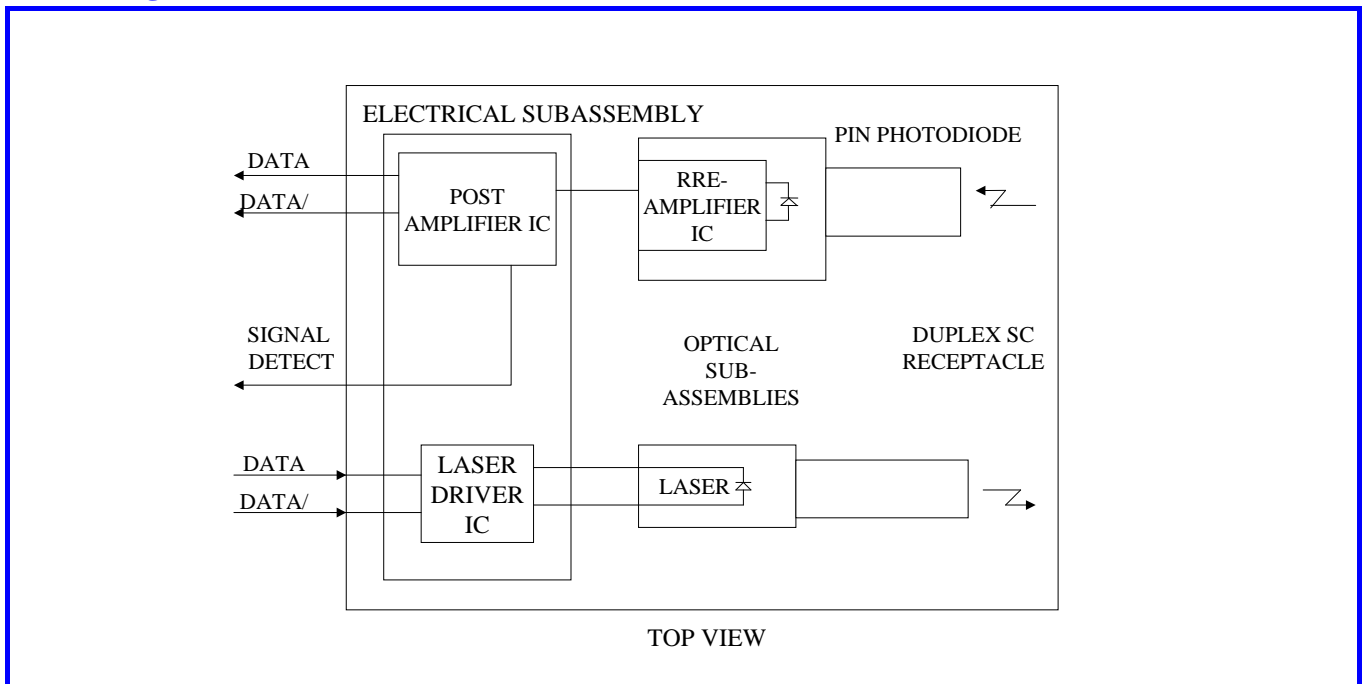 ELECTRICAL SUBASSEMBLY
PIN PHOTODIODE
DATA
DATA/
POST
AMPLIFIER IC
RRE-
AMPLIFIER
IC
SIGNAL
DETECT
OPTICAL
SUB-
ASSEMBLIES
DUPLEX SC
RECEPTACLE
DATA
DATA/
LASER
DRIVER
IC
LASER
TOP VIEW